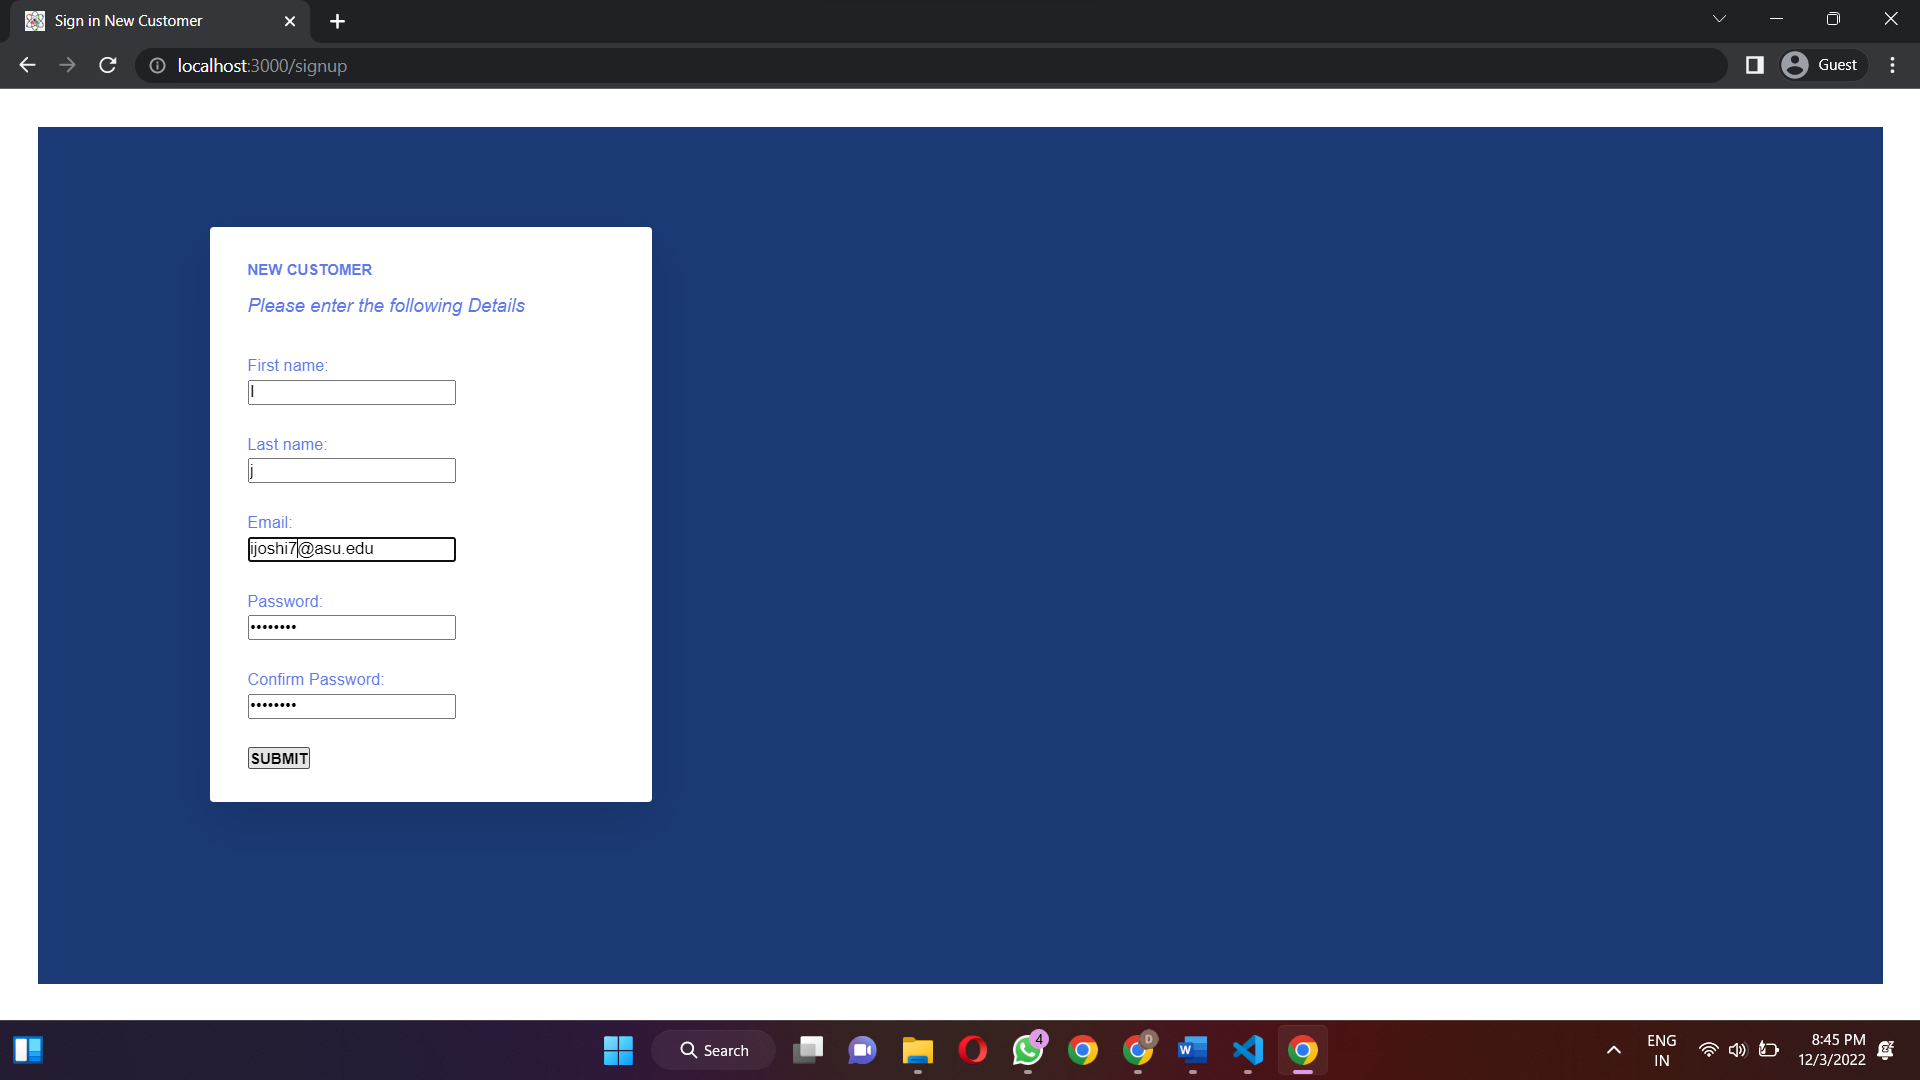 Sign in New Customer
localhost:3000/signup
Guest
NEW CUSTOMER
Please enter the following Details
First name:
I
Last name:
j
Email:
ijoshi7@asu.edu
Password:
••••••••
Confirm Password:
••••••••
SUBMIT
Search
4
D
W
ENG
IN
8:45 PM
12/3/2022